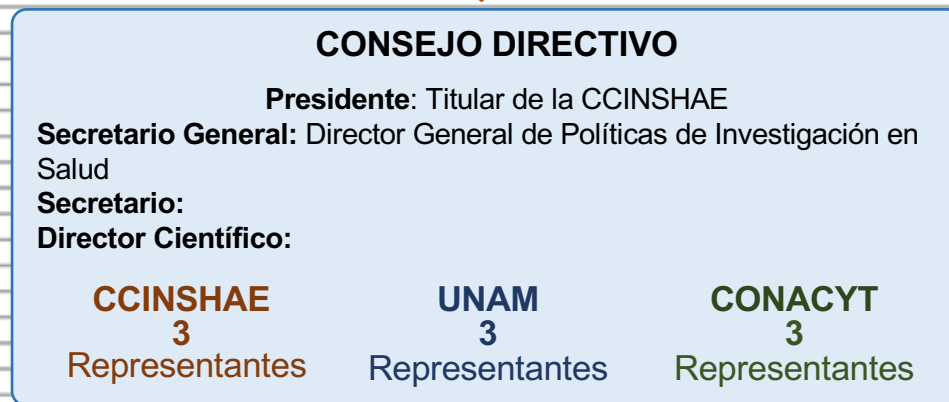 CONSEJO DIRECTIVO
Presidente: Titular de la CCINSHAE
Secretario General: Director General de Políticas de Investigación en
Salud
Secretario:
Director Científico:
CCINSHAE
3
Representantes
UNAM
3
Representantes
CONACYT
3
Representantes